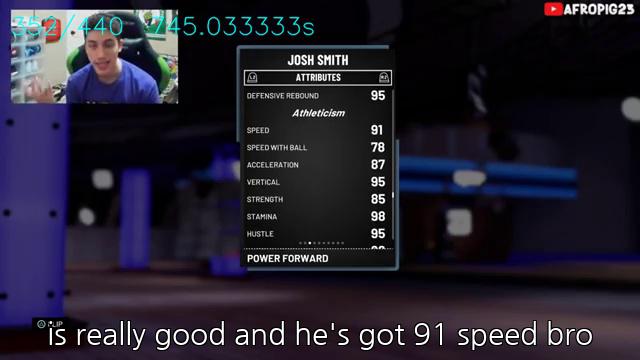 352/440 -745.033333s
AFROPIG23
JOSH SMITH
ATTRIBUTES
DEFENSIVE REBOUND 95
Athleticism
SPEED 91
SPEED WITH BALL 78
ACCELERATION 87
VERTICAL 95
STRENGTH 85
STAMINA 98
HUSTLE 95
POWER FORWARD
FLIP
is really good and he's got 91 speed bro